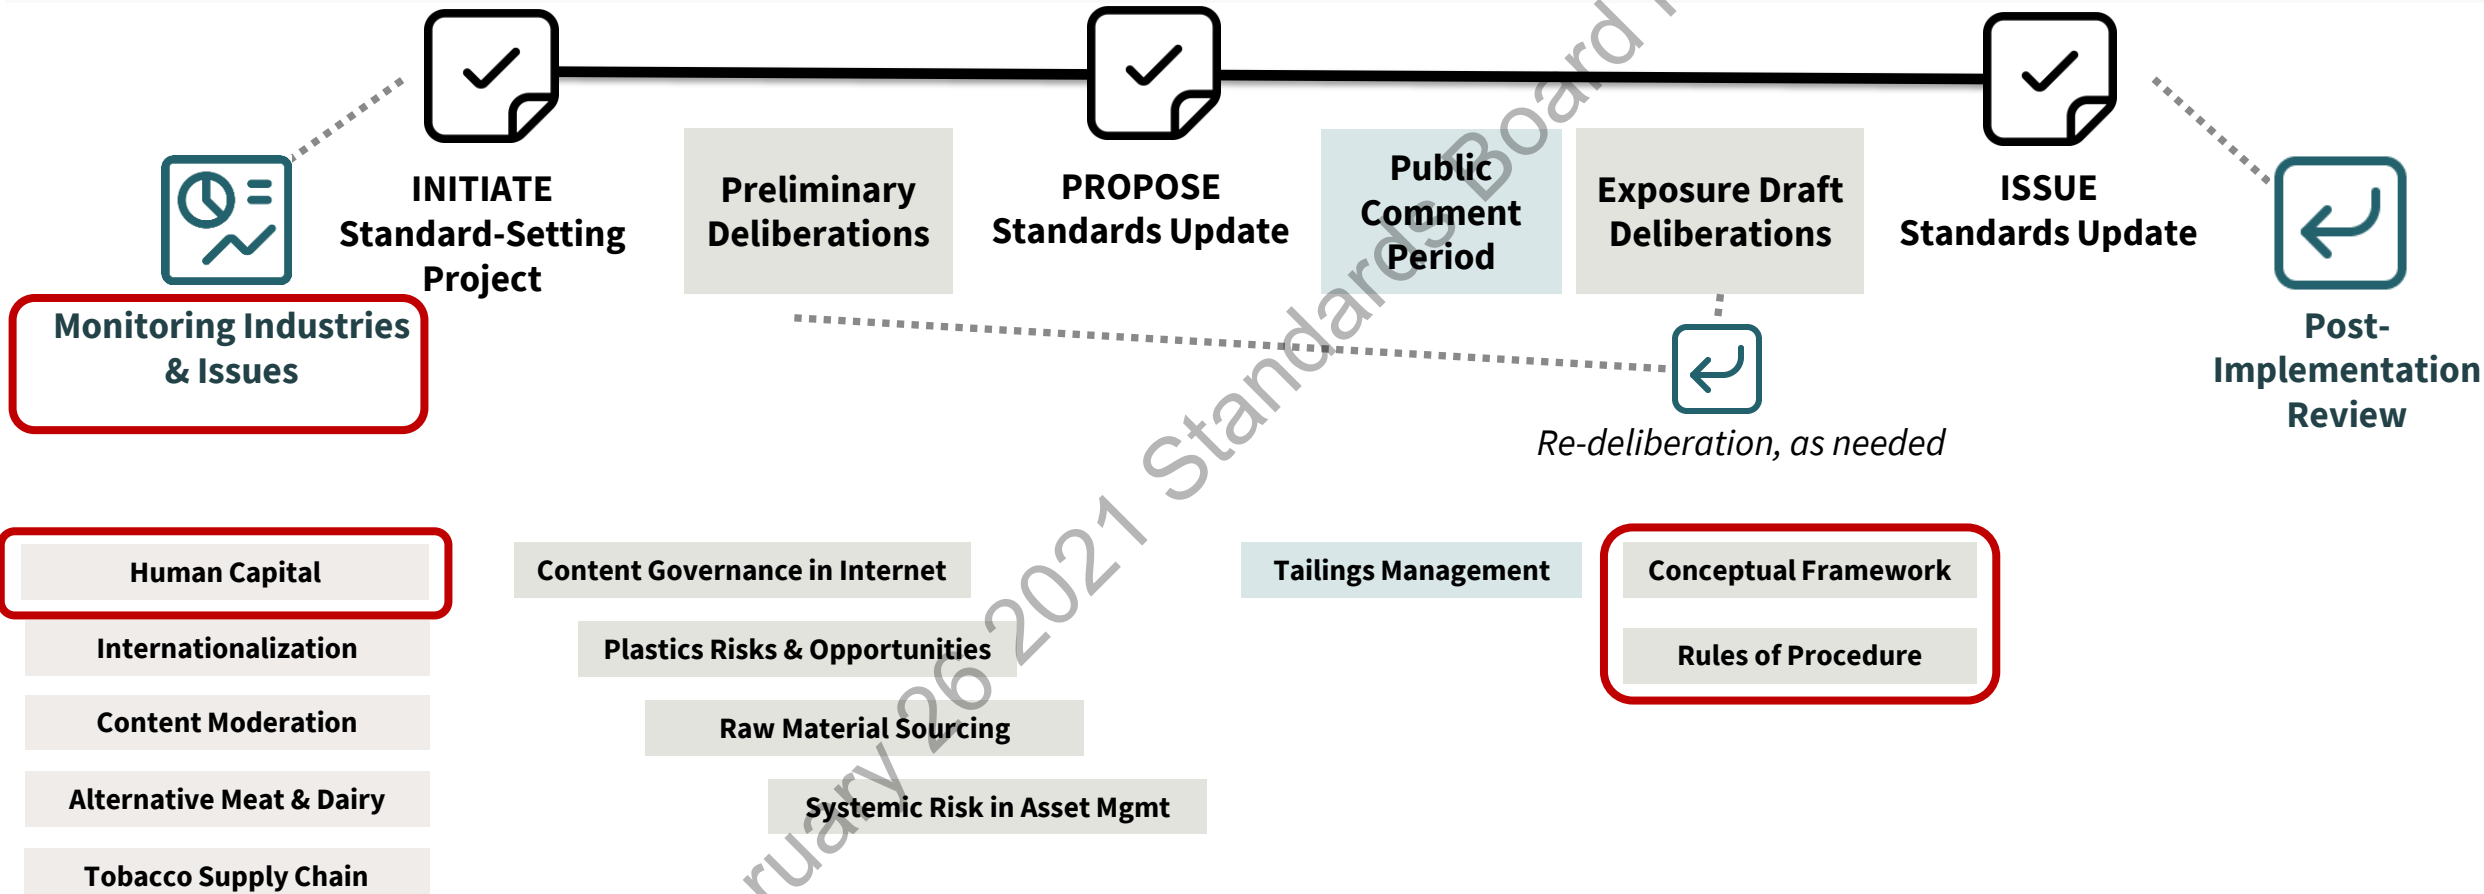 INITIATE
Standard-Setting
Project
Preliminary
Deliberations
PROPOSE
Standards Update
Public
Comment
Period
Exposure Draft
Deliberations
ISSUE
Standards Update
Monitoring Industries
& Issues
Post-
Implementation
Review
Re-deliberation, as needed
Human Capital
Internationalization
Content Moderation
Alternative Meat & Dairy
Tobacco Supply Chain
Content Governance in Internet
Plastics Risks & Opportunities
Raw Material Sourcing
Systemic Risk in Asset Mgmt
Tailings Management
Conceptual Framework
Rules of Procedure
ruary 26 2021 Standards Board